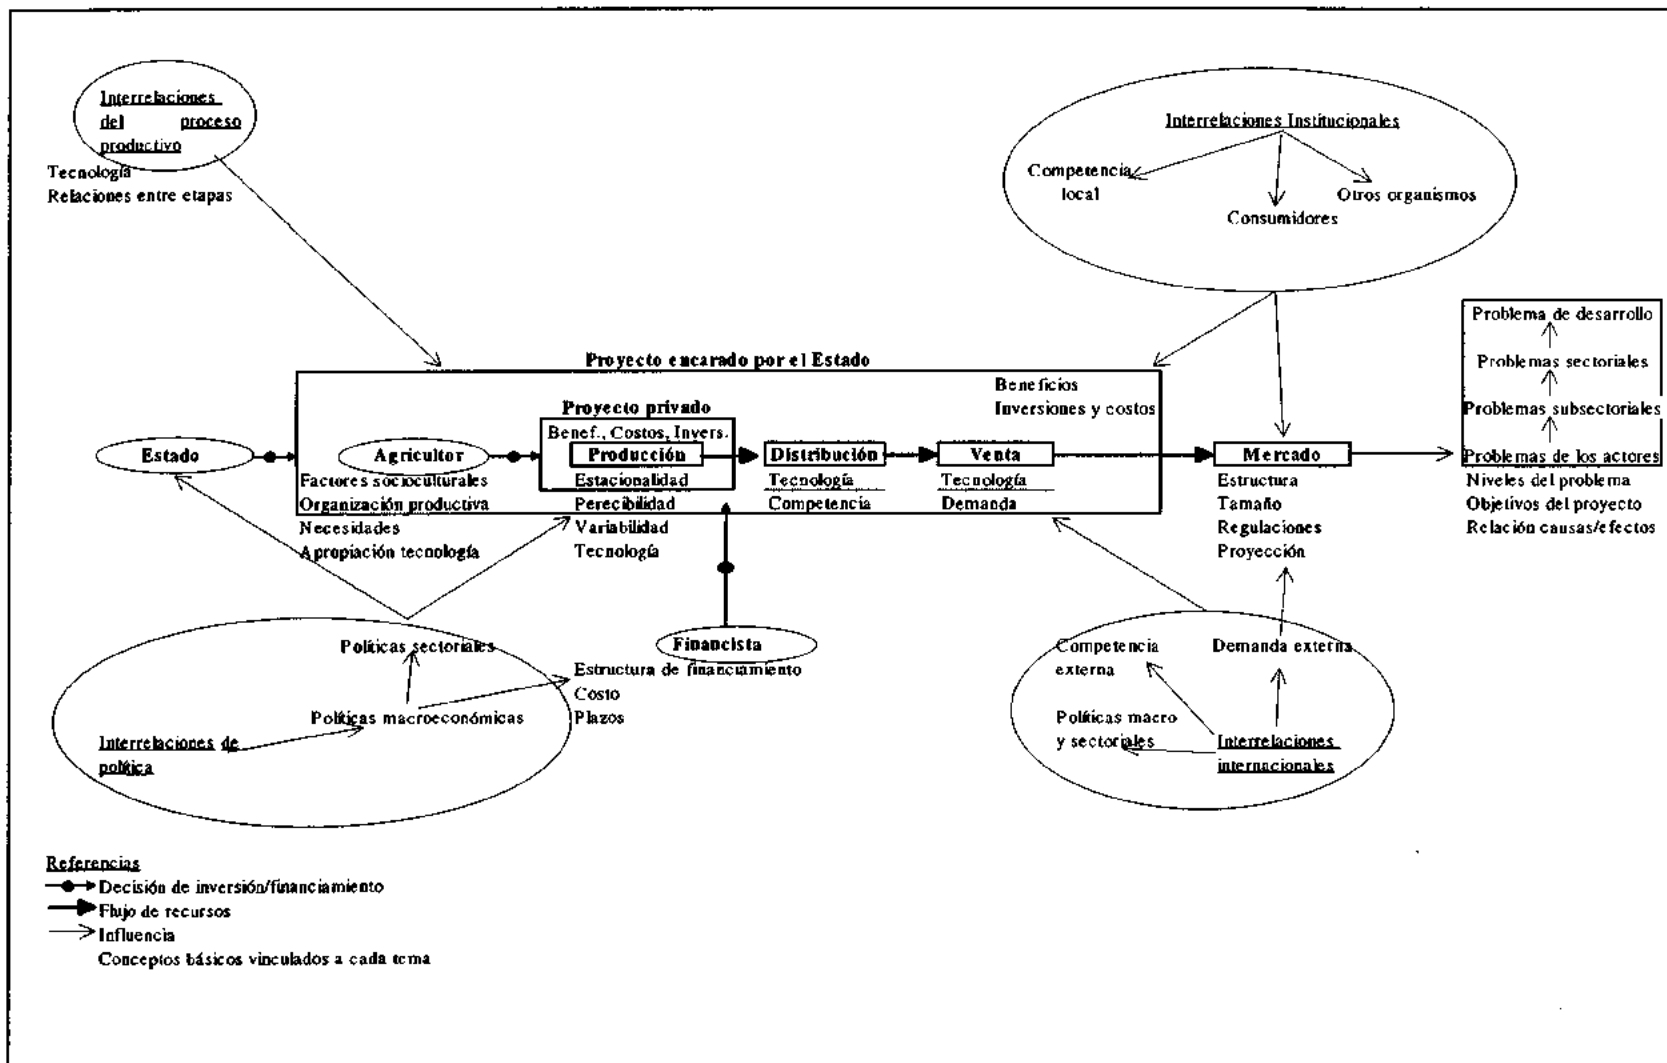 Interrelaciones
del proceso
productivo
Tecnología
Relaciones entre etapas
Interrelaciones Institucionales
Competencia
local
Otros organismos
Consumidores
Problema de desarrollo
Problemas sectoriales
Problemas subsectoriales
Problemas de los actores
Niveles del problema
Objetivos del proyecto
Relación causas/efectos
Proyecto encarado por el Estado
Beneficios
Inversiones y costos
Proyecto privado
Benef., Costos, Invers.
Estado
Agricultor
Producción
Distribución
Venta
Mercado
Factores socioculturales
Organización productiva
Necesidades
Apropiación tecnología
Estacionalidad
Perecibilidad
Variabilidad
Tecnología
Tecnología
Competencia
Tecnología
Demanda
Estructura
Tamaño
Regulaciones
Proyección
Políticas sectoriales
Políticas macroeconómicas
Interrelaciones de
política
Financista
Estructura de financiamiento
Costo
Plazos
Competencia
externa
Demanda externa
Políticas macro
y sectoriales
Interrelaciones
internacionales
Referencias
Decisión de inversión/financiamiento
Flujo de recursos
Influencia
Conceptos básicos vinculados a cada tema